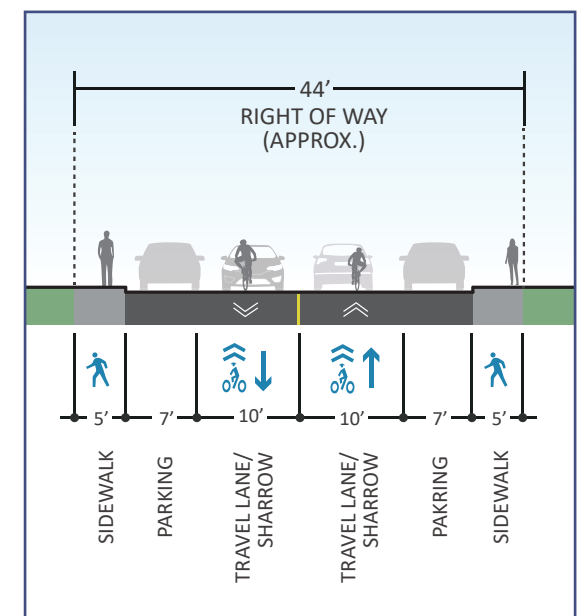 44’
RIGHT OF WAY
(APPROX.)
5’
7’
10’
10’
7’
5’
SIDEWALK
PARKING
TRAVEL LANE/
SHARROW
TRAVEL LANE/
SHARROW
PAKRING
SIDEWALK